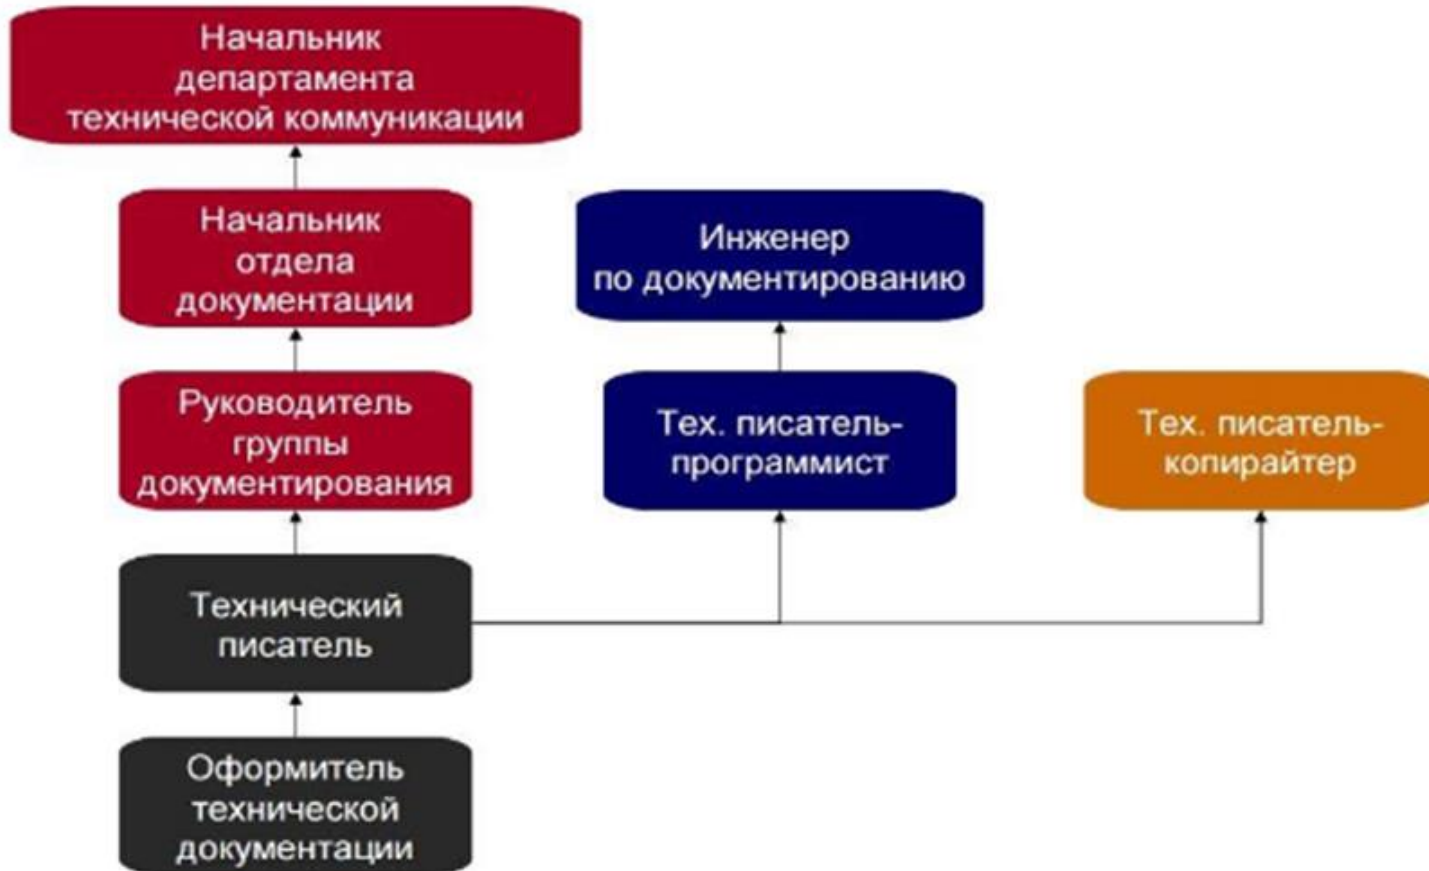 Начальник
департамента
технической коммуникации
Начальник
отдела
документации
Инженер
по документированию
Руководитель
группы
документирования
Тех. писатель-
программист
Тех. писатель-
копирайтер
Технический
писатель
Оформитель
технической
документации